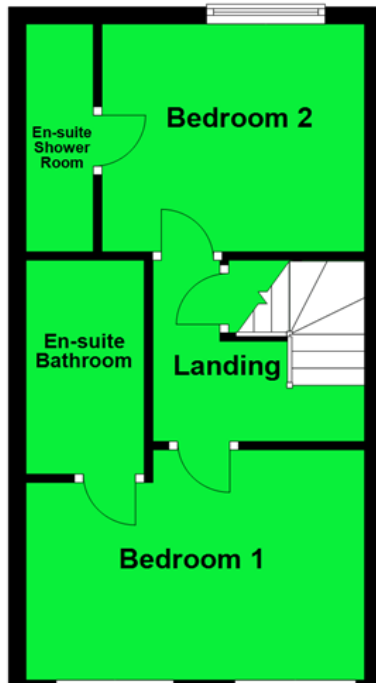 Bedroom 2
En-suite
Shower
Room
En-suite
Bathroom
Landing
Bedroom 1